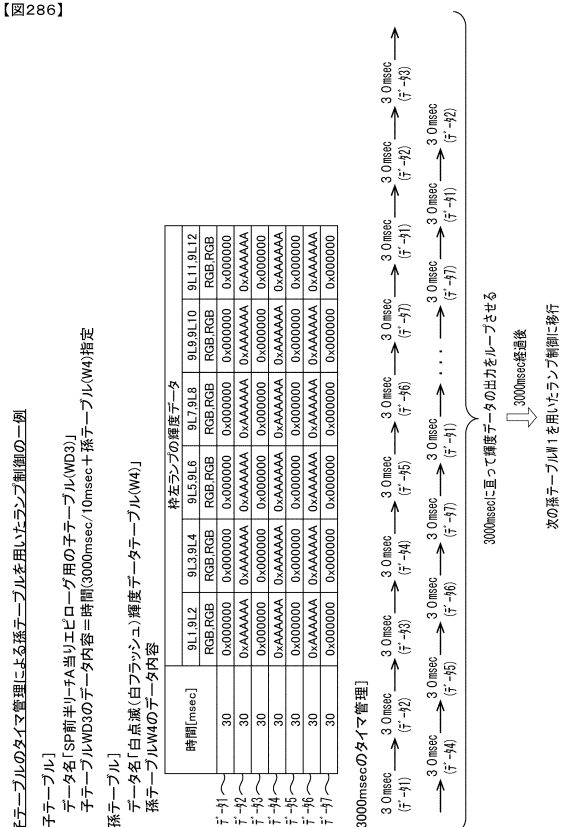 【図286】
子テーブルのタイマ管理による孫テーブルを用いたランプ制御の一例
子テーブル］
データ名「SP前半リーチA当りエピローグ用の子テーブル(WD3)」
子テーブルWD3のデータ内容＝時間(3000msec/10msec＋孫テーブル(W4)指定
孫テーブル］
データ名「白点滅(白フラッシュ)輝度データテーブル(W4)」
孫テーブルW4のデータ内容
時間[msec] 枠左ランプの輝度データ
9L1,9L2 9L3,9L4 9L5,9L6 9L7,9L8 9L9,9L10 9L11,9L12
RGB,RGB RGB,RGB RGB,RGB RGB,RGB RGB,RGB RGB,RGB
データ1 30 0x000000 0x000000 0x000000 0x000000 0x000000 0x000000
データ2 30 0xAAAAAA 0xAAAAAA 0xAAAAAA 0xAAAAAA 0xAAAAAA 0xAAAAAA
データ3 30 0x000000 0x000000 0x000000 0x000000 0x000000 0x000000
データ4 30 0xAAAAAA 0xAAAAAA 0xAAAAAA 0xAAAAAA 0xAAAAAA 0xAAAAAA
データ5 30 0x000000 0x000000 0x000000 0x000000 0x000000 0x000000
データ6 30 0xAAAAAA 0xAAAAAA 0xAAAAAA 0xAAAAAA 0xAAAAAA 0xAAAAAA
データ7 30 0x000000 0x000000 0x000000 0x000000 0x000000 0x000000
3000msecのタイマ管理］
30msec → 30msec → 30msec → 30msec → 30msec → 30msec → 30msec → 30msec → 30msec → 30msec →
(データ1) (データ2) (データ3) (データ4) (データ5) (データ6) (データ7) (データ1) (データ2) (データ3)
→ 30msec → 30msec → 30msec → 30msec → 30msec → ・・・ → 30msec → 30msec → 30msec
(データ4) (データ5) (データ6) (データ7) (データ1) (データ7) (データ1) (データ2)
3000msecに亘って輝度データの出力をループさせる
3000msec経過後
次の孫テーブルW1を用いたランプ制御に移行